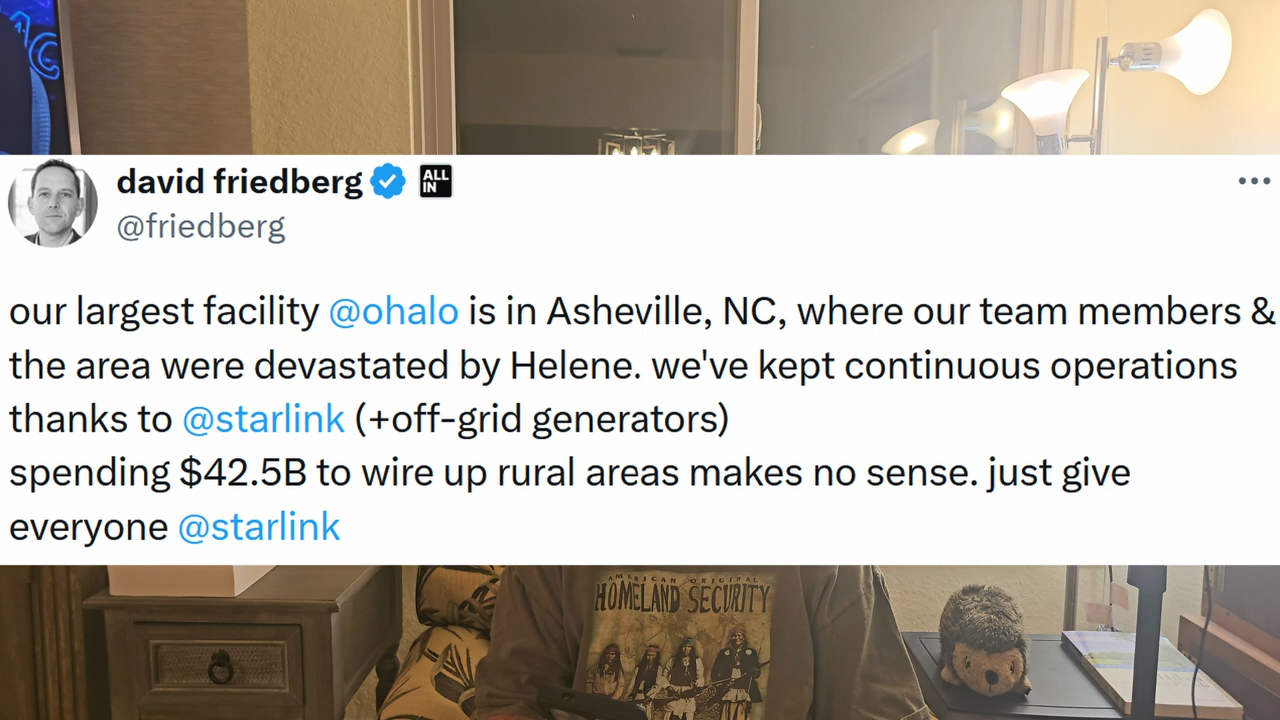 AC
david friedberg ALL IN
@friedberg
our largest facility @ohalo is in Asheville, NC, where our team members &
the area were devastated by Helene. we've kept continuous operations
thanks to @starlink (+off-grid generators)
spending $42.5B to wire up rural areas makes no sense. just give
everyone @starlink
AMERICAN ORIGINAL
HOMELAND SECURITY